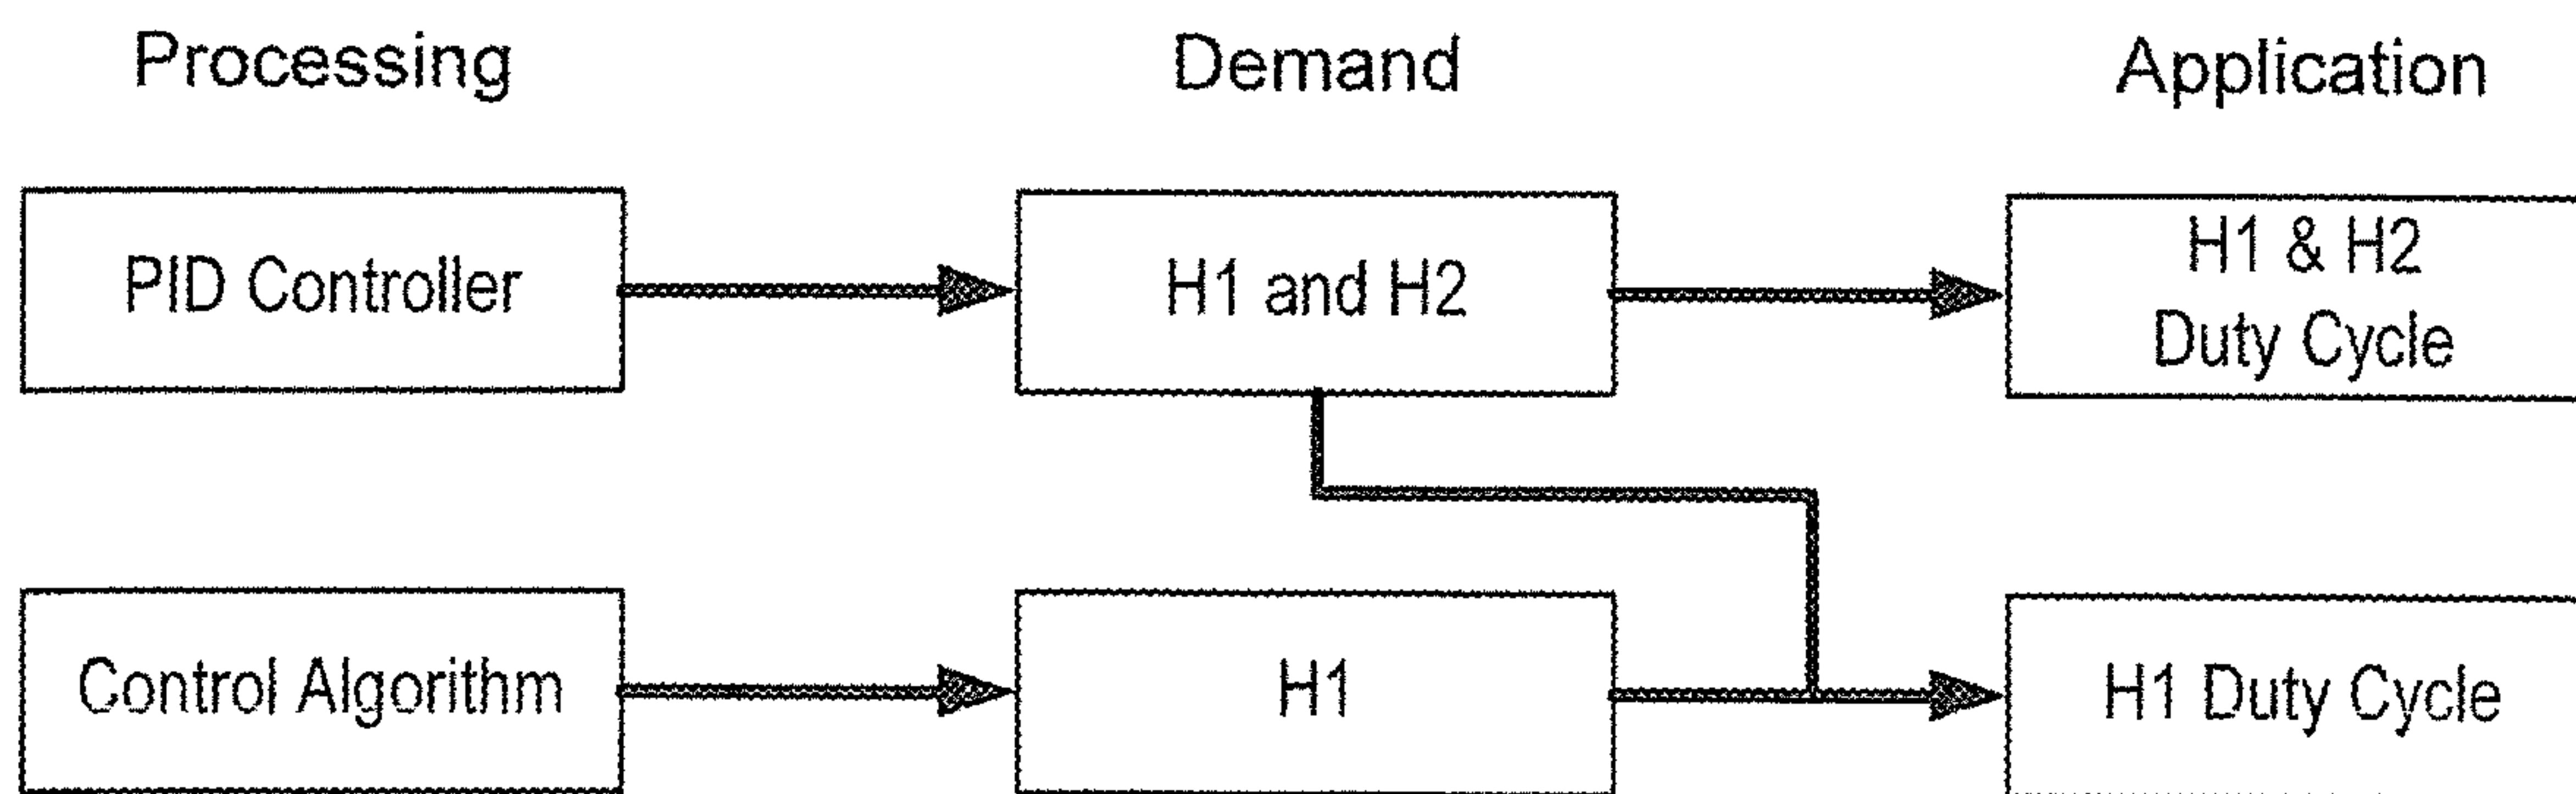 Processing
Demand
Application
PID Controller
H1 and H2
H1 & H2
Duty Cycle
Control Algorithm
H1
H1 Duty Cycle